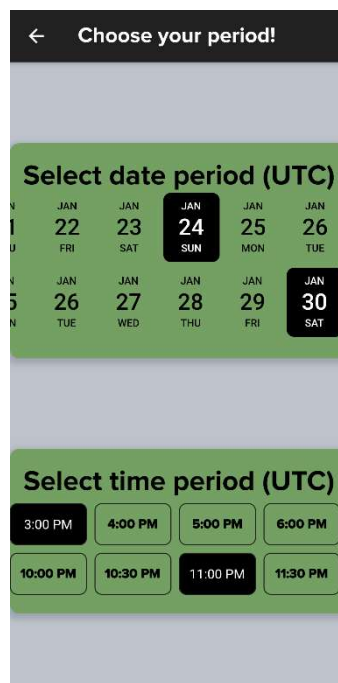 Choose your period!
Select date period (UTC)
JAN JAN JAN JAN JAN
22 23 24 25 26
FRI SAT SUN MON TUE
JAN JAN JAN JAN JAN
26 27 28 29 30
TUE WED THU FRI SAT
Select time period (UTC)
3:00 PM 4:00 PM 5:00 PM 6:00 PM
10:00 PM 10:30 PM 11:00 PM 11:30 PM